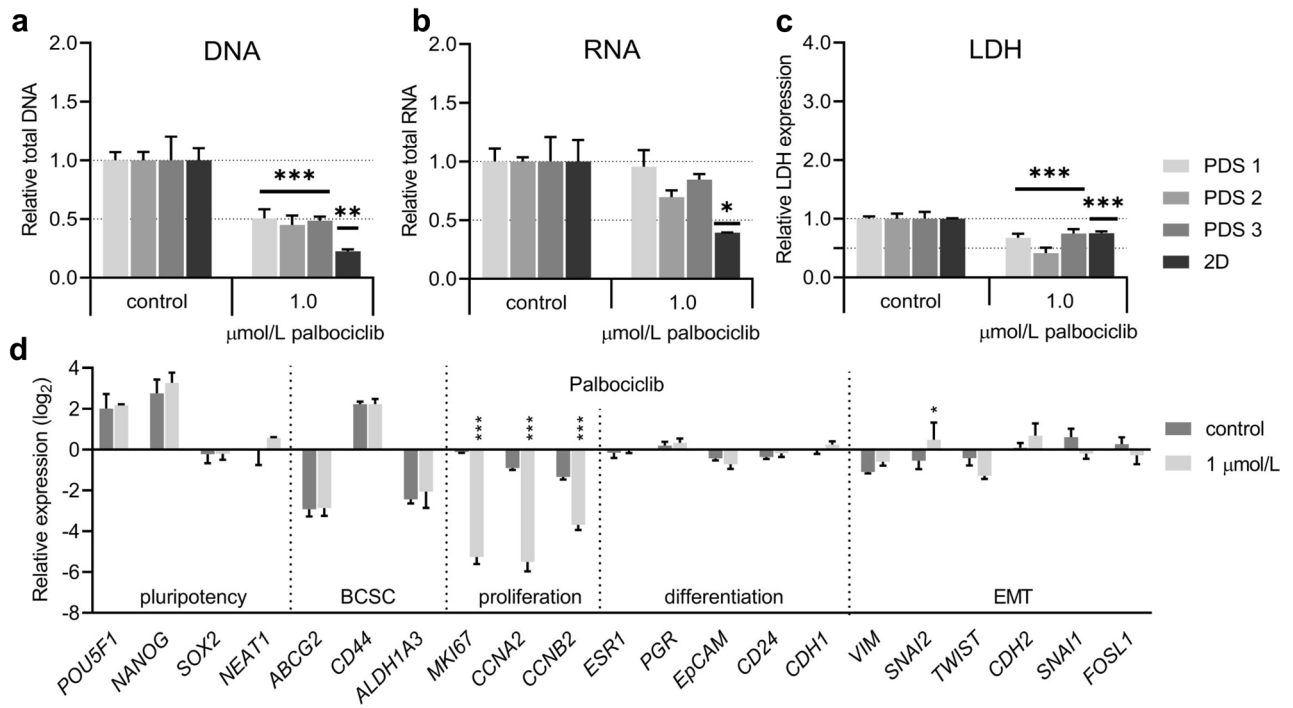 a
DNA
Relative total DNA
2.0
1.5
1.0
0.5
0.0
***
**
control
1.0
μmol/L palbociclib
b
RNA
Relative total RNA
2.0
1.5
1.0
0.5
0.0
*
control
1.0
μmol/L palbociclib
c
LDH
Relative LDH expression
4.0
3.0
2.0
1.0
0.0
***
***
control
1.0
μmol/L palbociclib
PDS 1
PDS 2
PDS 3
2D
d
Palbociclib
Relative expression (log2)
4
2
0
-2
-4
-6
-8
***
***
***
*
control
1 μmol/L
pluripotency
BCSC
proliferation
differentiation
EMT
POU5F1
NANOG
SOX2
NEAT1
ABCG2
CD44
ALDH1A3
MKI67
CCNA2
CCNB2
ESR1
PGR
EpCAM
CD24
CDH1
VIM
SNAI2
TWIST
CDH2
SNAI1
FOSL1